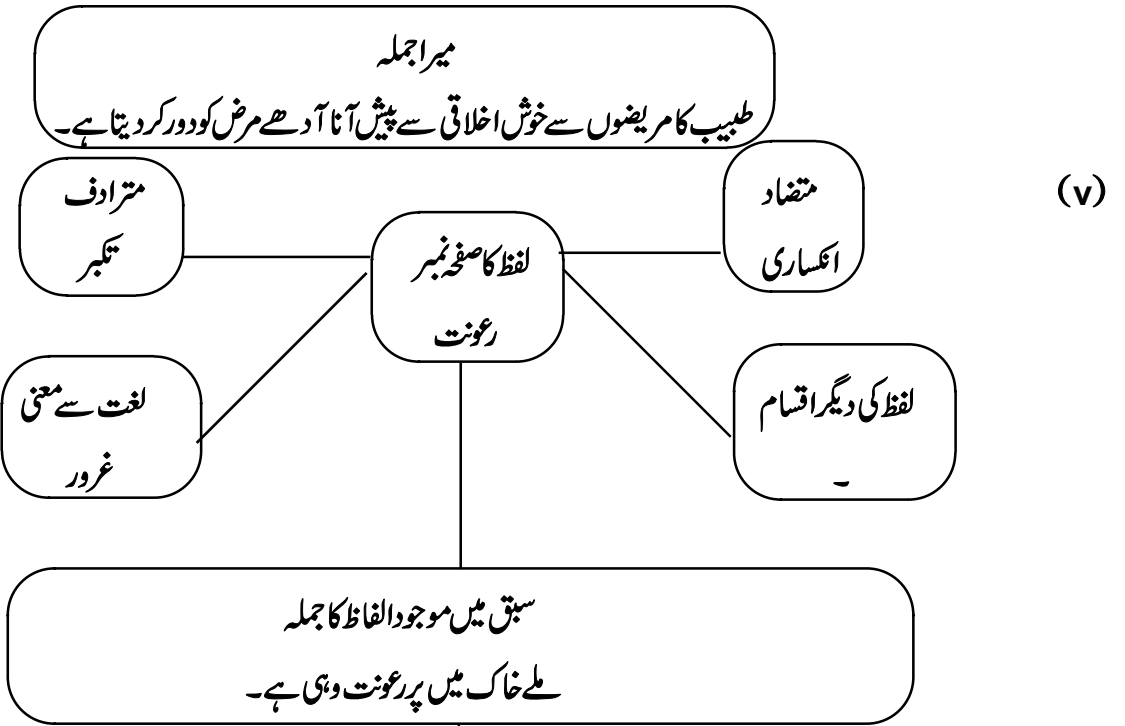 میرا جملہ
طبیب کا مریضوں سے خوش اخلاقی سے پیش آنا آدھے مرض کو دور کر دیتا ہے۔
(v)
متضاد
انکساری
مترادف
تکبر
لفظ کا صفحہ نمبر
رعونت
لفظ کی دیگر اقسام
۔
لغت سے معنی
غرور
سبق میں موجود الفاظ کا جملہ
ملے خاک میں پر رعونت وہی ہے۔